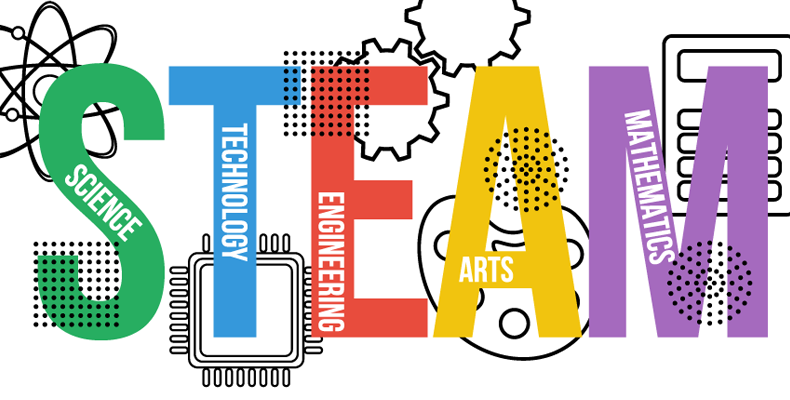 STEAM
SCIENCE
TECHNOLOGY
ENGINEERING
ARTS
MATHEMATICS